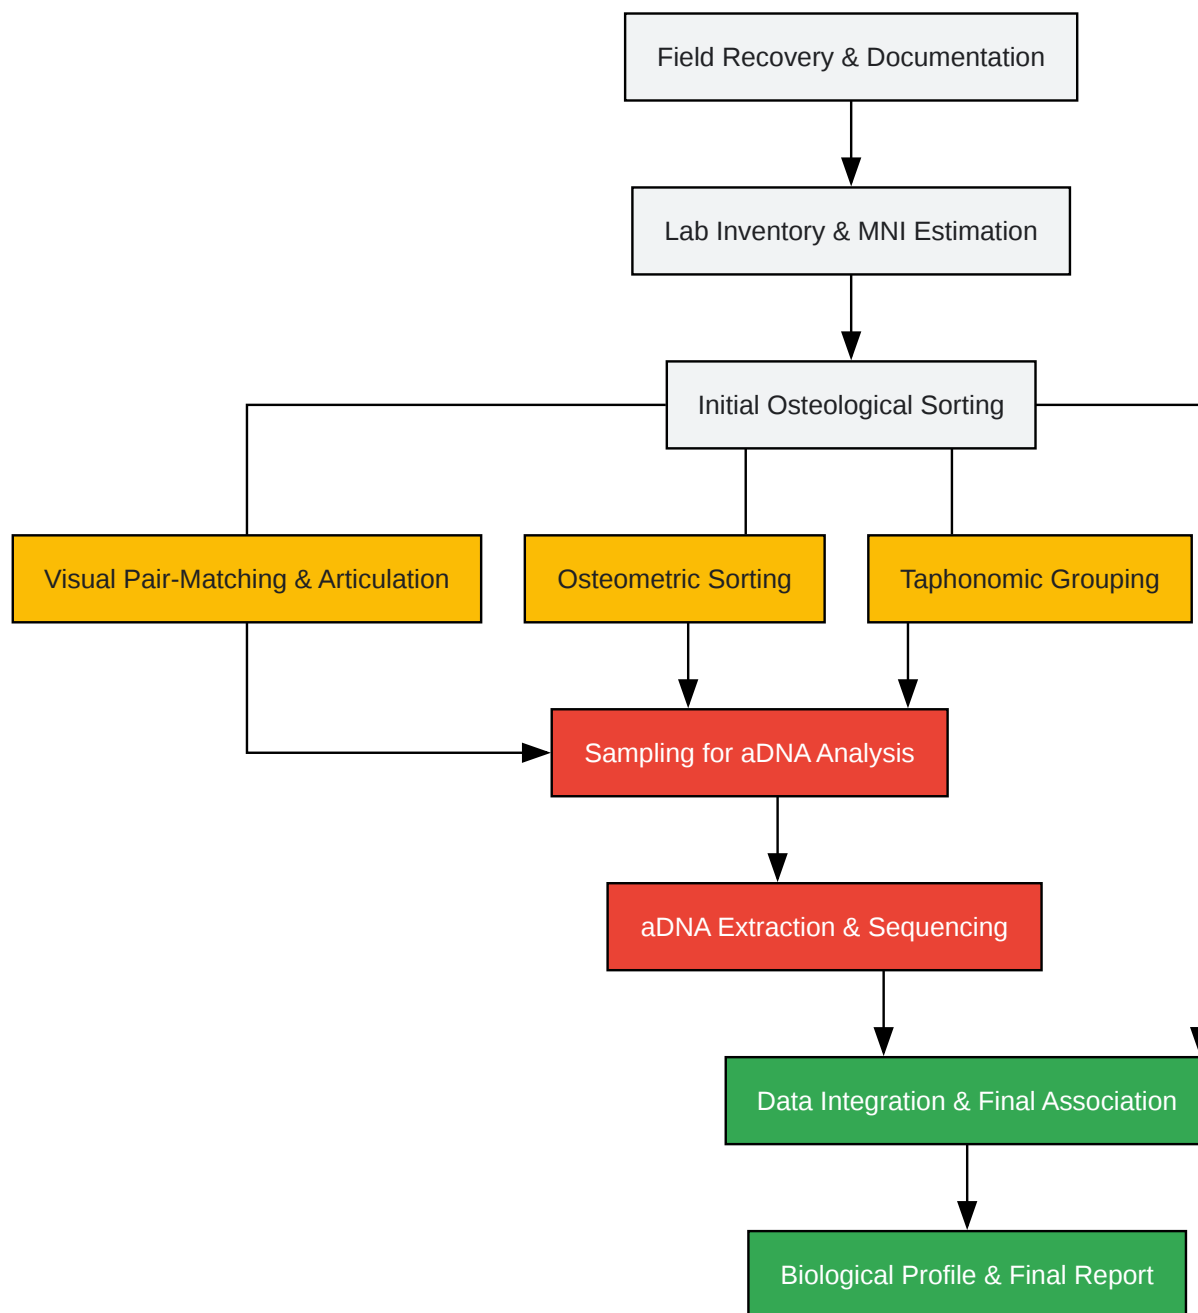 Field Recovery & Documentation
Lab Inventory & MNI Estimation
Initial Osteological Sorting
Visual Pair-Matching & Articulation
Osteometric Sorting
Taphonomic Grouping
Sampling for aDNA Analysis
aDNA Extraction & Sequencing
Data Integration & Final Association
Biological Profile & Final Report